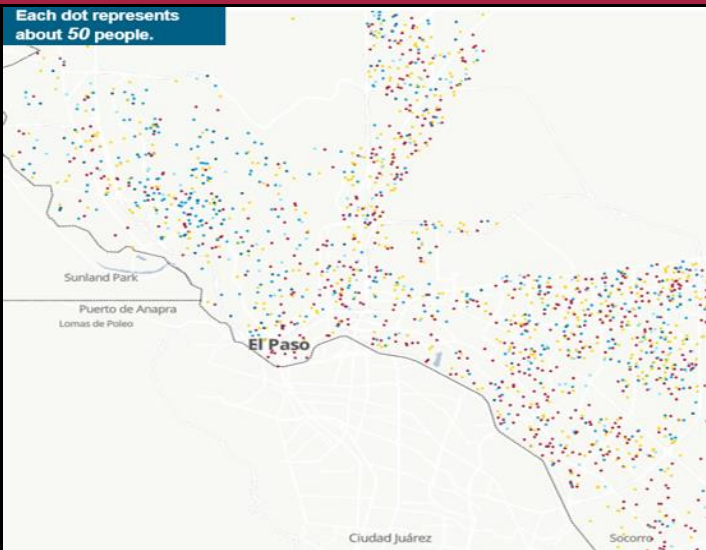 Each dot represents
about 50 people.
Sunland Park
Puerto de Anapra
Lomas de Poleo
El Paso
Ciudad Juárez
Socorro